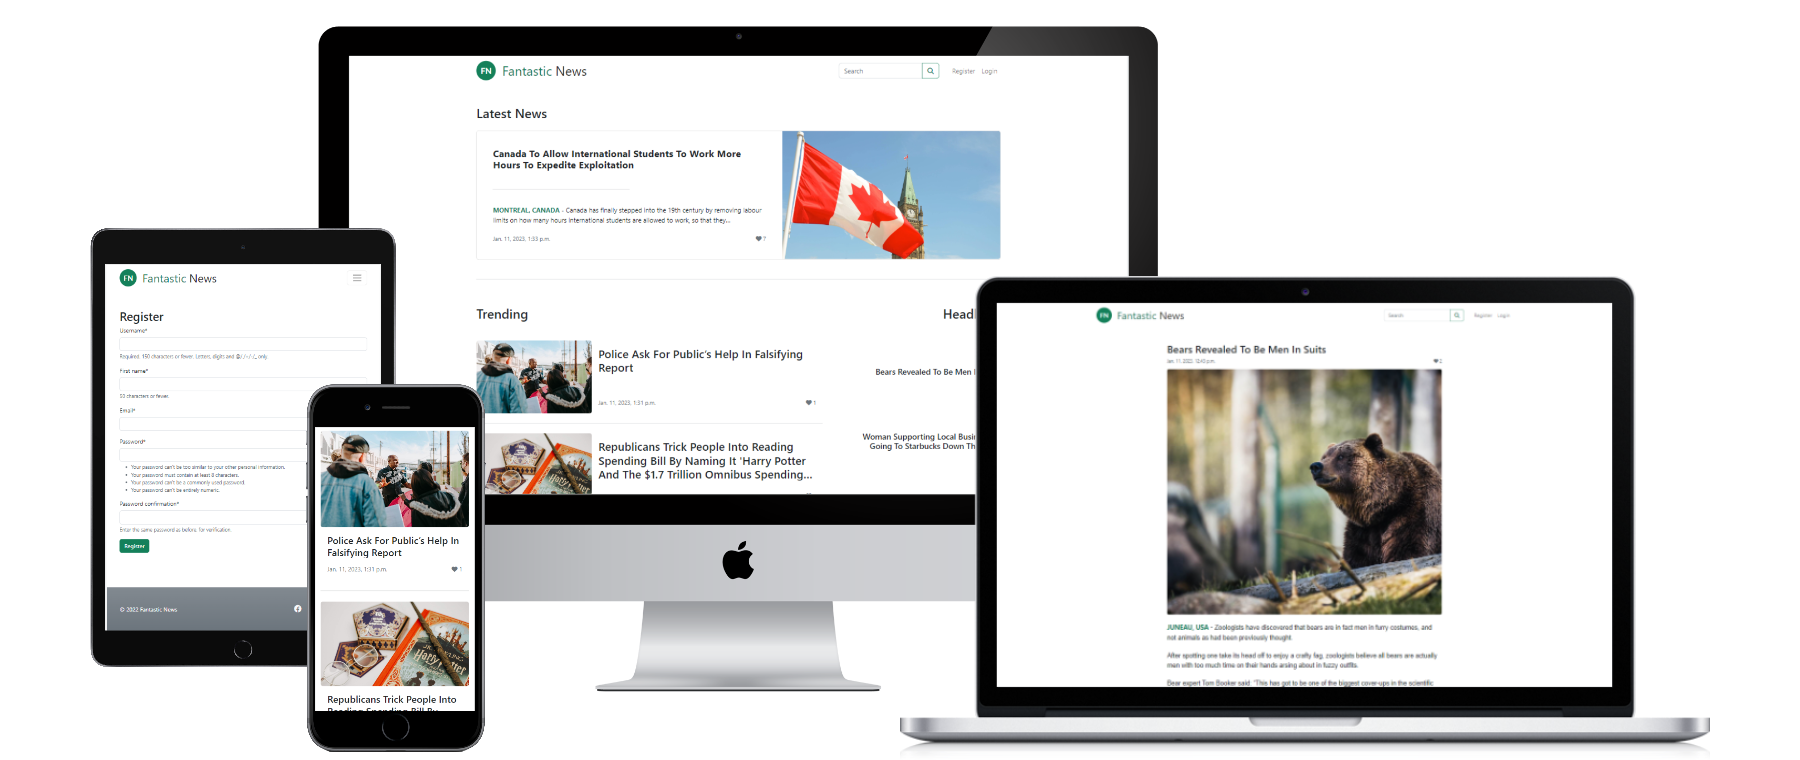 FN Fantastic News
Search
Register Login
Latest News
Canada To Allow International Students To Work More
Hours To Expedite Exploitation
MONTREAL, CANADA - Canada has finally stepped into the 19th century by removing labour
limits on how many hours international students are allowed to work, so that they...
Jan. 11, 2023, 1:33 p.m.
7
Trending
Police Ask For Public's Help In Falsifying
Report
Jan. 11, 2023, 1:31 p.m.
1
Republicans Trick People Into Reading
Spending Bill By Naming It 'Harry Potter
And The $1.7 Trillion Omnibus Spending...
Headl
Bears Revealed To Be Men I
Woman Supporting Local Busi
Going To Starbucks Down Th
FN Fantastic News
Register
Username*
Required. 150 characters or fewer. Letters, digits and @/./+/-/_ only.
First name*
50 characters or fewer.
Email*
Password*
Your password can't be too similar to your other personal information.
Your password must contain at least 8 characters.
Your password can't be a commonly used password.
Your password can't be entirely numeric.
Password confirmation*
Enter the same password as before, for verification.
Register
© 2022 Fantastic News
Police Ask For Public's Help In
Falsifying Report
Jan. 11, 2023, 1:31 p.m.
1
J.K. ROWLING
Harry Potter
Republicans Trick People Into
Reading Spending Bill By
FN Fantastic News
Search
Register Login
Bears Revealed To Be Men In Suits
Jan. 11, 2023, 12:43 p.m.
2
JUNEAU, USA - Zoologists have discovered that bears are in fact men in furry costumes, and
not animals as had been previously thought.
After spotting one take its head off to enjoy a crafty fag, zoologists believe all bears are actually
men with too much time on their hands arsing about in fuzzy outfits.
Bear expert Tom Booker said: "This has got to be one of the biggest cover-ups in the scientific